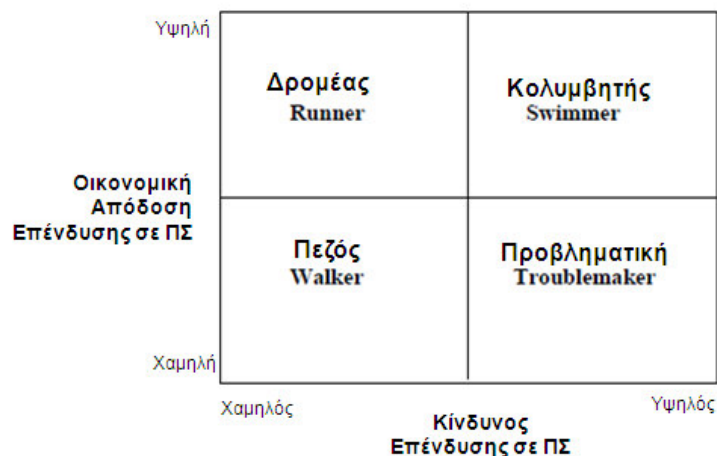 Υψηλή
Δρομέας
Runner
Κολυμβητής
Swimmer
Οικονομική
Απόδοση
Επένδυσης σε ΠΣ
Πεζός
Walker
Προβληματική
Troublemaker
Χαμηλή
Χαμηλός
Υψηλός
Κίνδυνος
Επένδυσης σε ΠΣ